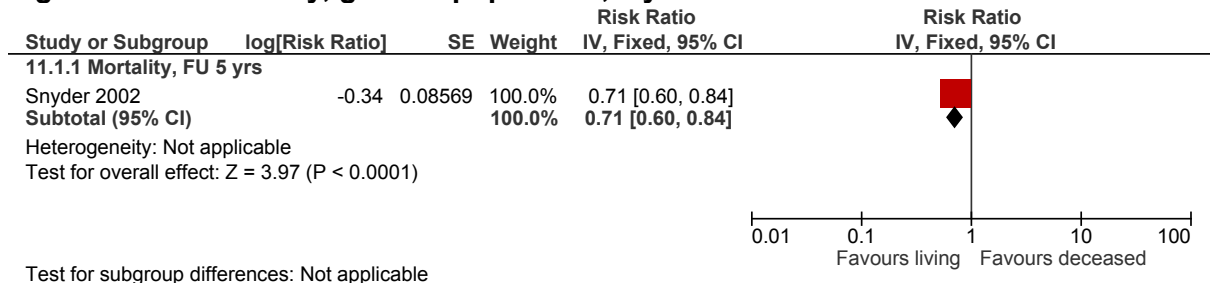 Risk Ratio Risk Ratio
Study or Subgroup log[Risk Ratio] SE Weight IV, Fixed, 95% CI IV, Fixed, 95% CI
11.1.1 Mortality, FU 5 yrs
Snyder 2002 -0.34 0.08569 100.0% 0.71 [0.60, 0.84]
Subtotal (95% CI) 100.0% 0.71 [0.60, 0.84]
Heterogeneity: Not applicable
Test for overall effect: Z = 3.97 (P < 0.0001)
0.01 0.1 1 10 100
Favours living Favours deceased
Test for subgroup differences: Not applicable